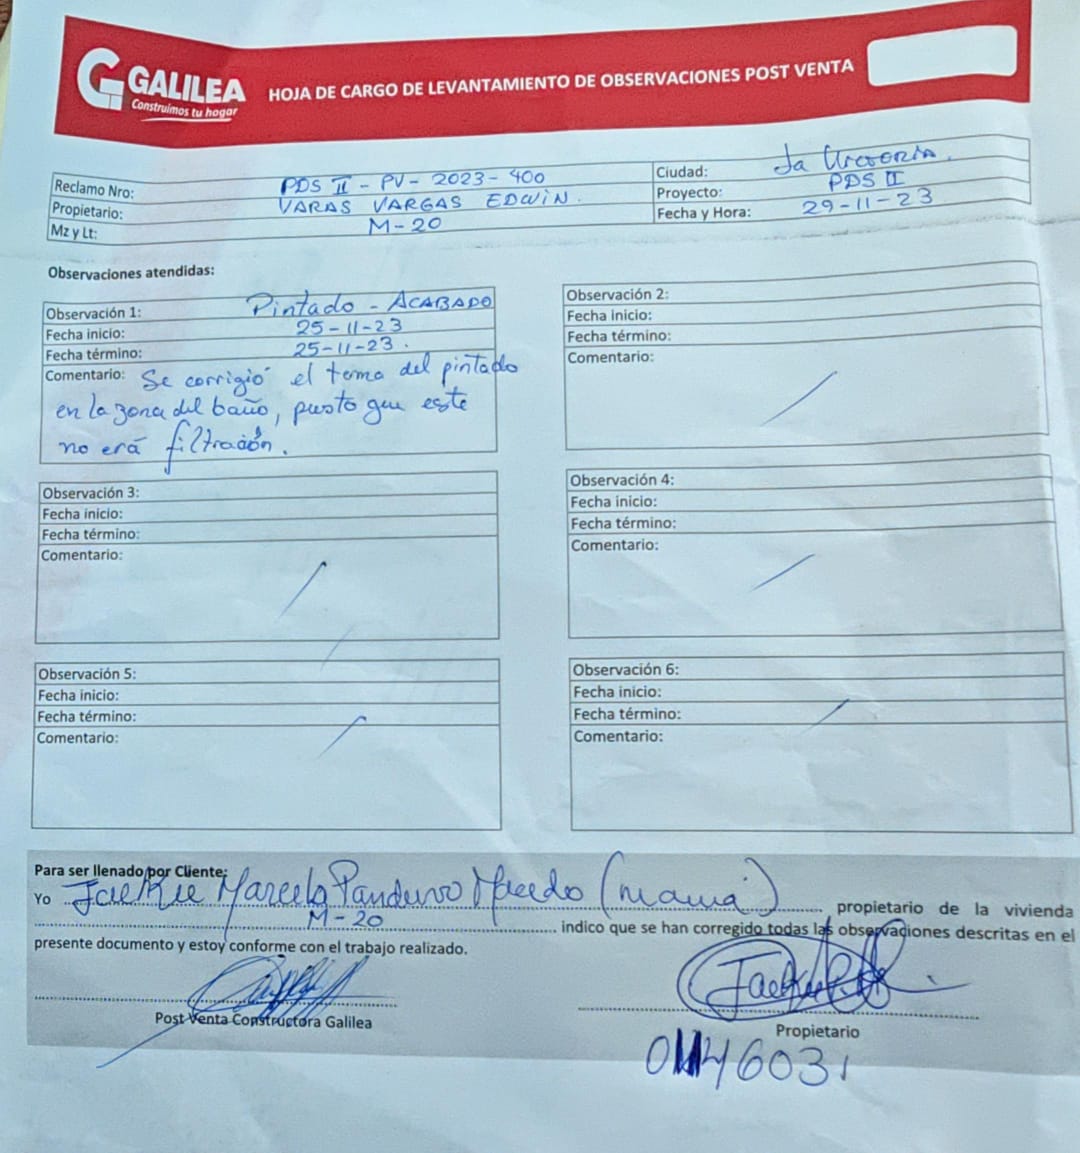 GALILEA
Construimos tu hogar
HOJA DE CARGO DE LEVANTAMIENTO DE OBSERVACIONES POST VENTA
Reclamo Nro: PDS II - PV - 2023 - 400
Propietario: VARAS VARGAS EDWIN.
Mz y Lt: M-20
Ciudad: La Victoria.
Proyecto: PDS II
Fecha y Hora: 29-11-23
Observaciones atendidas:
Observación 1: Pintado - ACABADO
Fecha inicio: 25-11-23
Fecha término: 25-11-23.
Comentario: Se corrigió el tema del pintado
en la zona del baño, puesto que este
no erá filtración.
Observación 2:
Fecha inicio:
Fecha término:
Comentario:
Observación 3:
Fecha inicio:
Fecha término:
Comentario:
Observación 4:
Fecha inicio:
Fecha término:
Comentario:
Observación 5:
Fecha inicio:
Fecha término:
Comentario:
Observación 6:
Fecha inicio:
Fecha término:
Comentario:
Para ser llenado por Cliente:
Yo Jackie Marcela Panduro Macedo (mamá) propietario de la vivienda
M-20 indico que se han corregido todas las observaciones descritas en el
presente documento y estoy conforme con el trabajo realizado.
Post Venta Constructora Galilea
Propietario